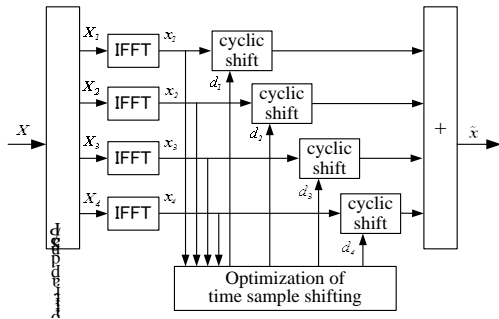 X
X1
IFFT
x1
cyclic
shift
d1
X2
IFFT
x2
cyclic
shift
d2
X3
IFFT
x3
cyclic
shift
d3
X4
IFFT
x4
cyclic
shift
d4
+
x̃
Optimization of
time sample shifting